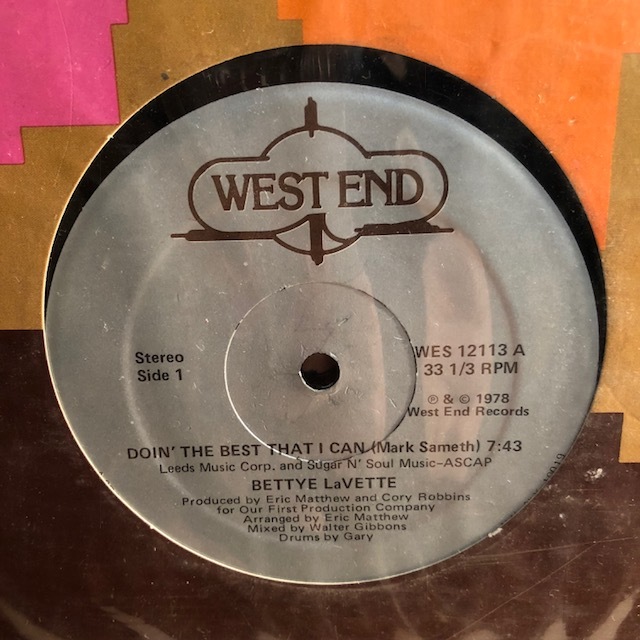 WEST END
Stereo
Side 1
WES 12113 A
33 1/3 RPM
℗ & © 1978
West End Records
DOIN' THE BEST THAT I CAN (Mark Sameth) 7:43
Leeds Music Corp. and Sugar N' Soul Music–ASCAP
BETTYE LaVETTE
Produced by Eric Matthew and Cory Robbins
for Our First Production Company
Arranged by Eric Matthew
Mixed by Walter Gibbons
Drums by Gary